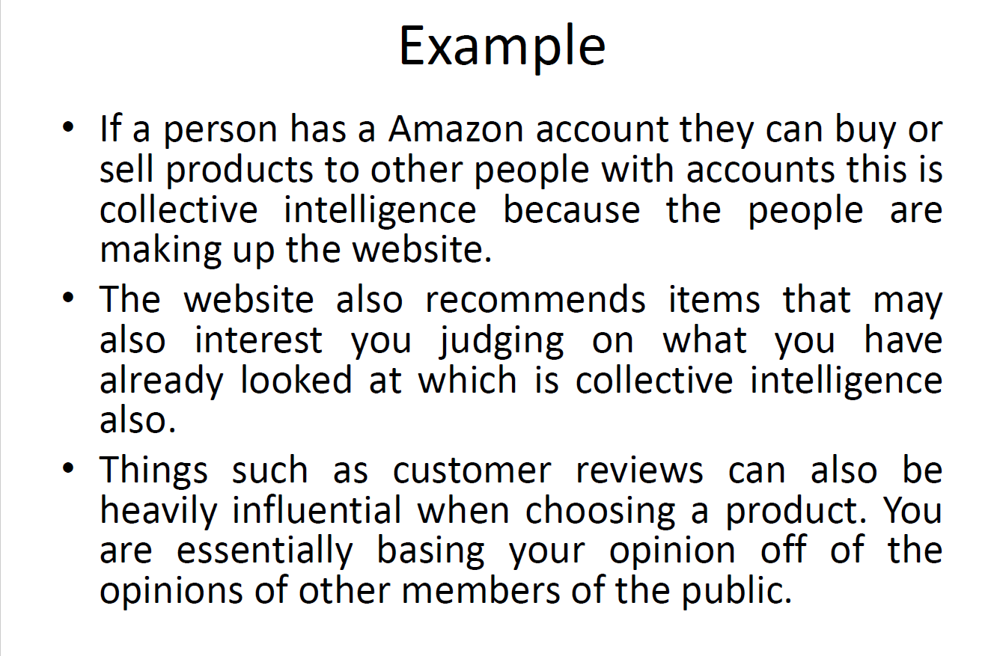 Example
• If a person has a Amazon account they can buy or
sell products to other people with accounts this is
collective intelligence because the people are
making up the website.
• The website also recommends items that may
also interest you judging on what you have
already looked at which is collective intelligence
also.
• Things such as customer reviews can also be
heavily influential when choosing a product. You
are essentially basing your opinion off of the
opinions of other members of the public.